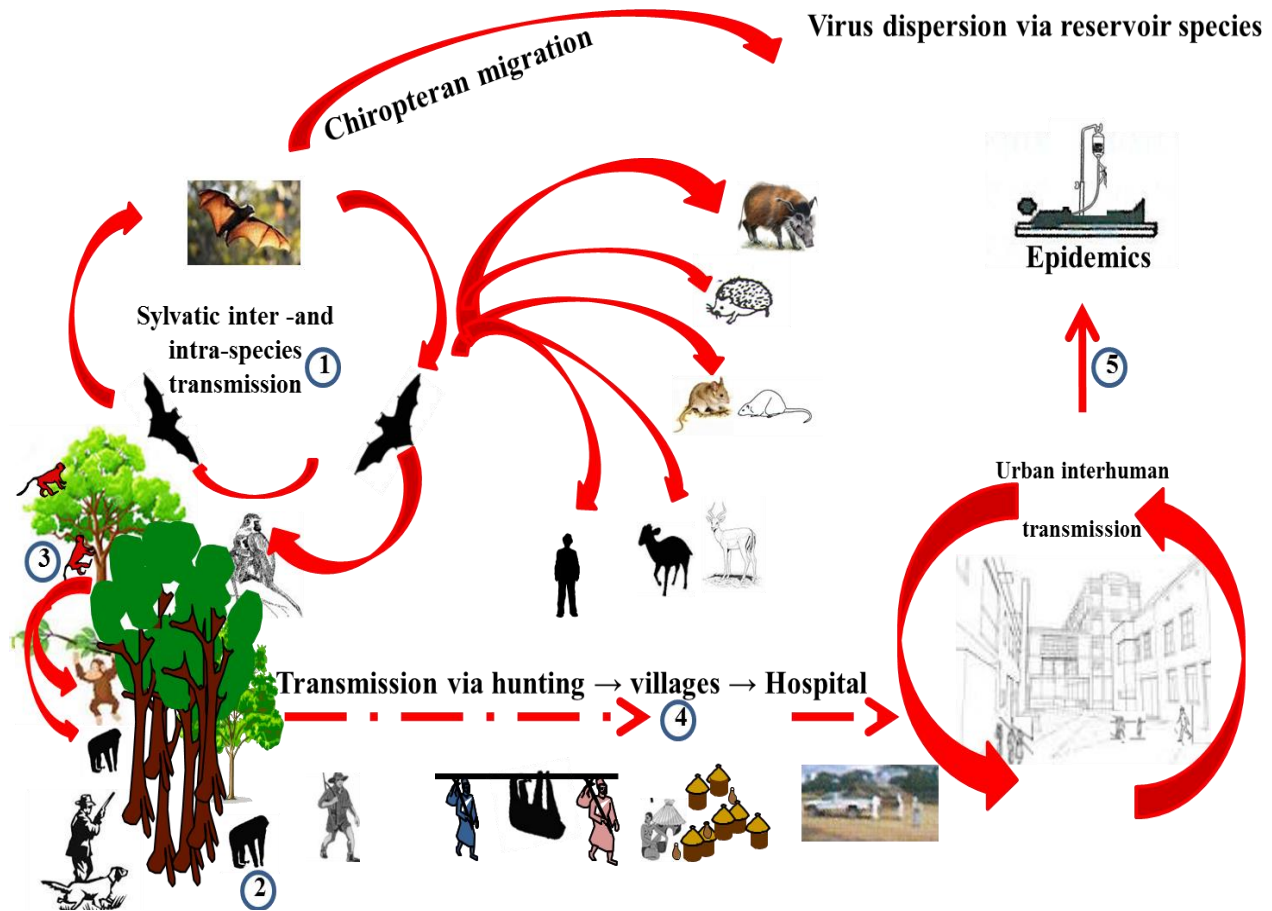 Virus dispersion via reservoir species
Chiropteran migration
Epidemics
Sylvatic inter -and
intra-species
transmission
1
5
Urban interhuman
transmission
3
Transmission via hunting → villages → Hospital
4
2